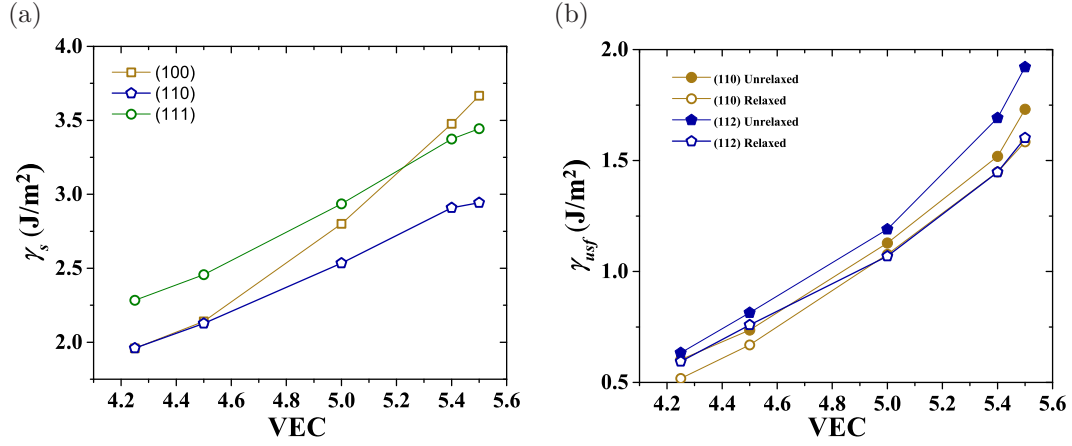 (a)
4.0
3.5
3.0
2.5
2.0
γs (J/m²)
(100)
(110)
(111)
4.2 4.4 4.6 4.8 5.0 5.2 5.4 5.6
VEC
(b)
2.0
1.5
1.0
0.5
γusf (J/m²)
(110) Unrelaxed
(110) Relaxed
(112) Unrelaxed
(112) Relaxed
4.2 4.4 4.6 4.8 5.0 5.2 5.4 5.6
VEC